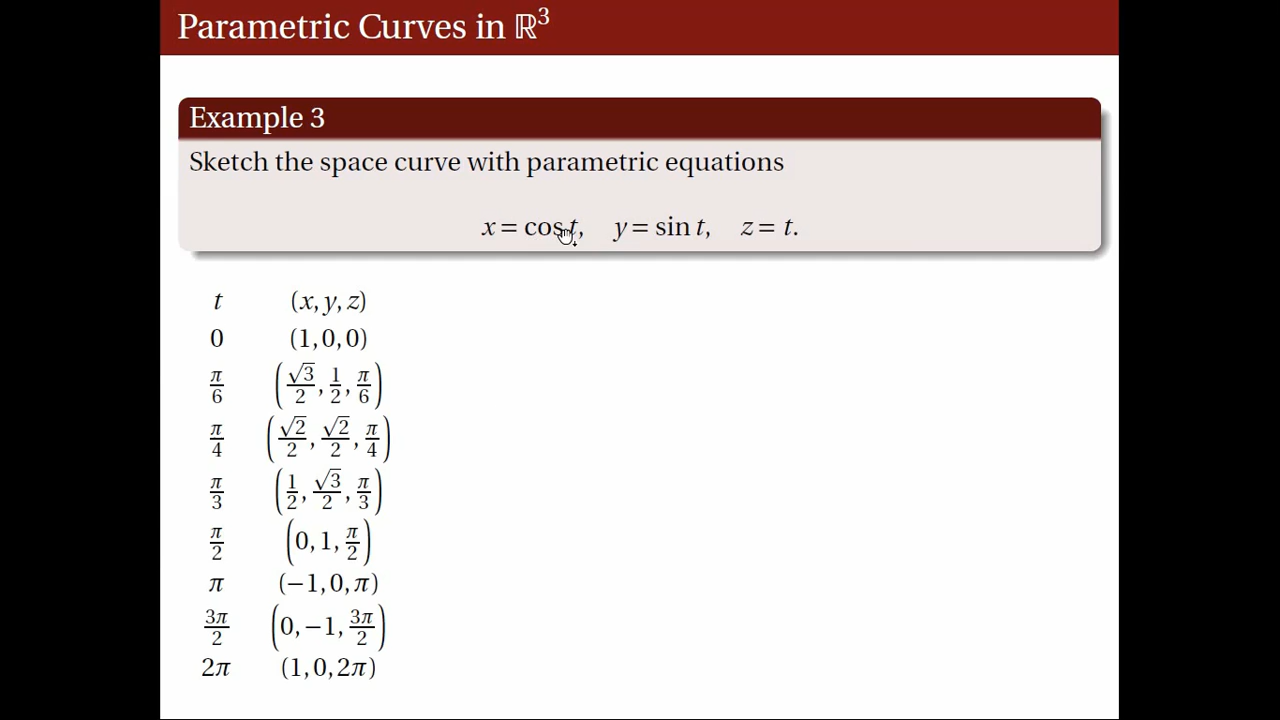 Parametric Curves in ℝ³
Example 3
Sketch the space curve with parametric equations
x = cos t, y = sin t, z = t.
t (x, y, z)
0 (1, 0, 0)
π/6 (√3/2, 1/2, π/6)
π/4 (√2/2, √2/2, π/4)
π/3 (1/2, √3/2, π/3)
π/2 (0, 1, π/2)
π (−1, 0, π)
3π/2 (0, −1, 3π/2)
2π (1, 0, 2π)